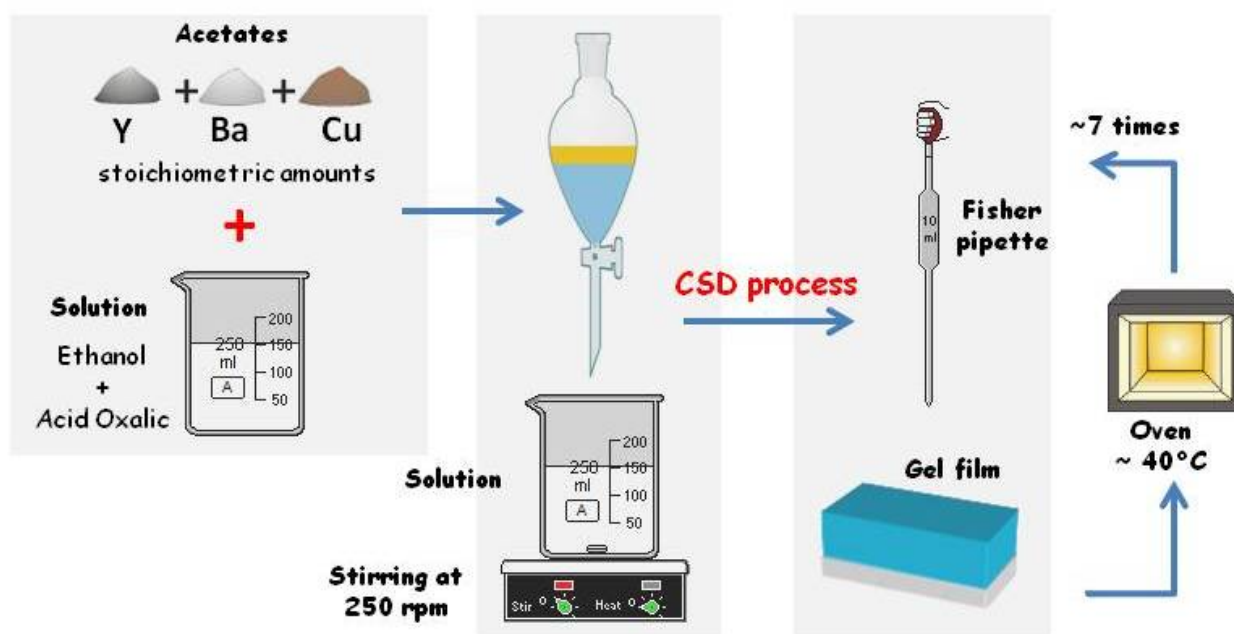 Acetates
+ +
Y Ba Cu
stoichiometric amounts
+
Solution
Ethanol
+
Acid Oxalic
200
250 150
ml 100
A 50
Solution
200
250 150
ml 100
A 50
Stirring at
250 rpm
Stir 0 Heat 0
CSD process
10
ml
Fisher
pipette
Gel film
~7 times
Oven
~ 40°C